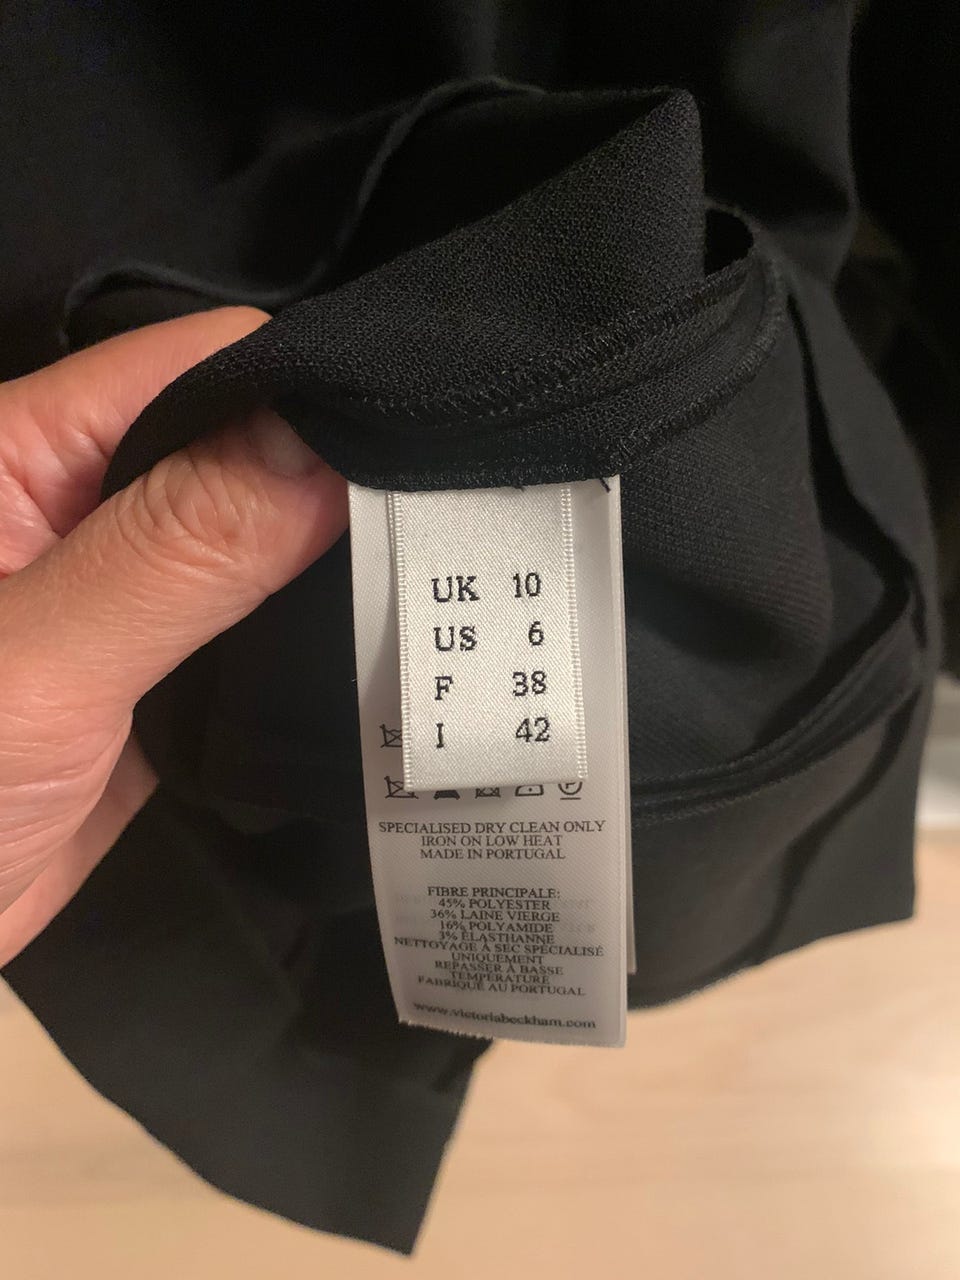 UK 10
US 6
F 38
I 42
SPECIALISED DRY CLEAN ONLY
IRON ON LOW HEAT
MADE IN PORTUGAL
FIBRE PRINCIPALE:
45% POLYESTER
36% LAINE VIERGE
16% POLYAMIDE
3% ÉLASTHANNE
NETTOYAGE À SEC SPÉCIALISÉ
UNIQUEMENT
REPASSER À BASSE
TEMPÉRATURE
FABRIQUÉ AU PORTUGAL
www.victoriabeckham.com